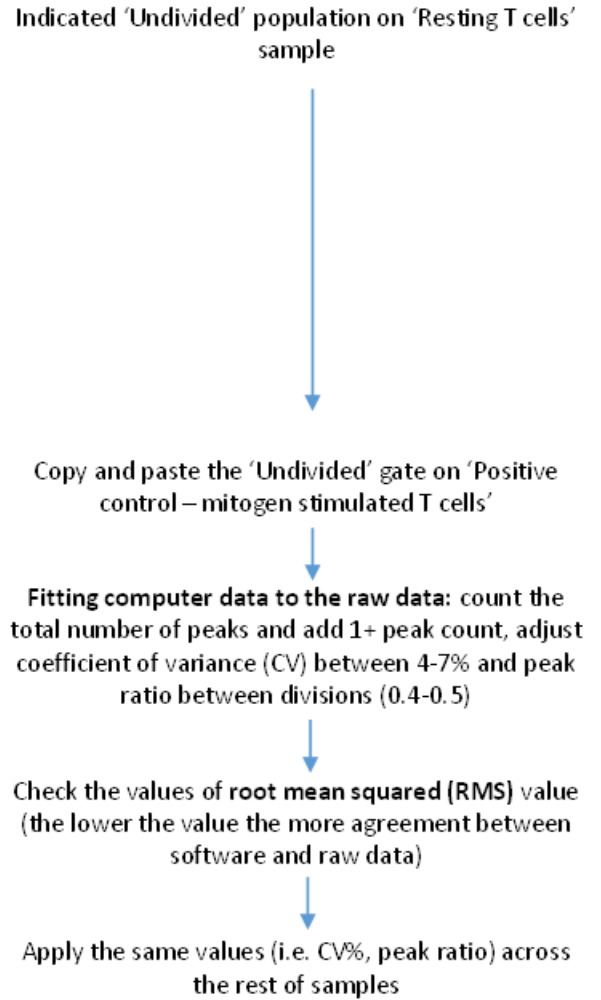 Indicated ‘Undivided’ population on ‘Resting T cells’
sample
Copy and paste the ‘Undivided’ gate on ‘Positive
control – mitogen stimulated T cells’
Fitting computer data to the raw data: count the
total number of peaks and add 1+ peak count, adjust
coefficient of variance (CV) between 4-7% and peak
ratio between divisions (0.4-0.5)
Check the values of root mean squared (RMS) value
(the lower the value the more agreement between
software and raw data)
Apply the same values (i.e. CV%, peak ratio) across
the rest of samples